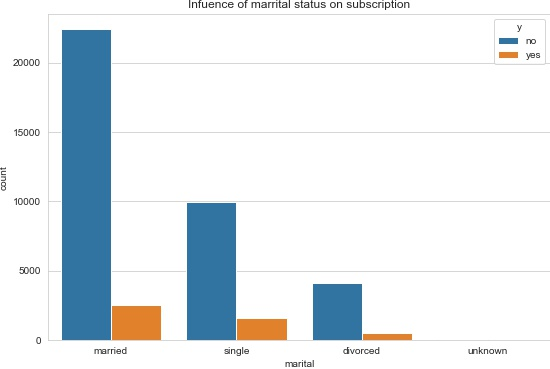 Infuence of marrital status on subscription
y
no
yes
20000
15000
10000
5000
0
count
married single divorced unknown
marital